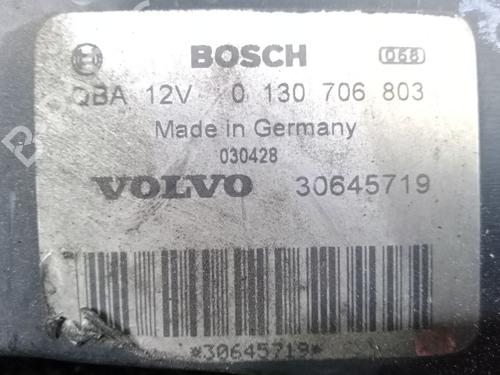 BOSCH 068
QBA 12V 0 130 706 803
Made in Germany
030428
VOLVO 30645719
*30645719*